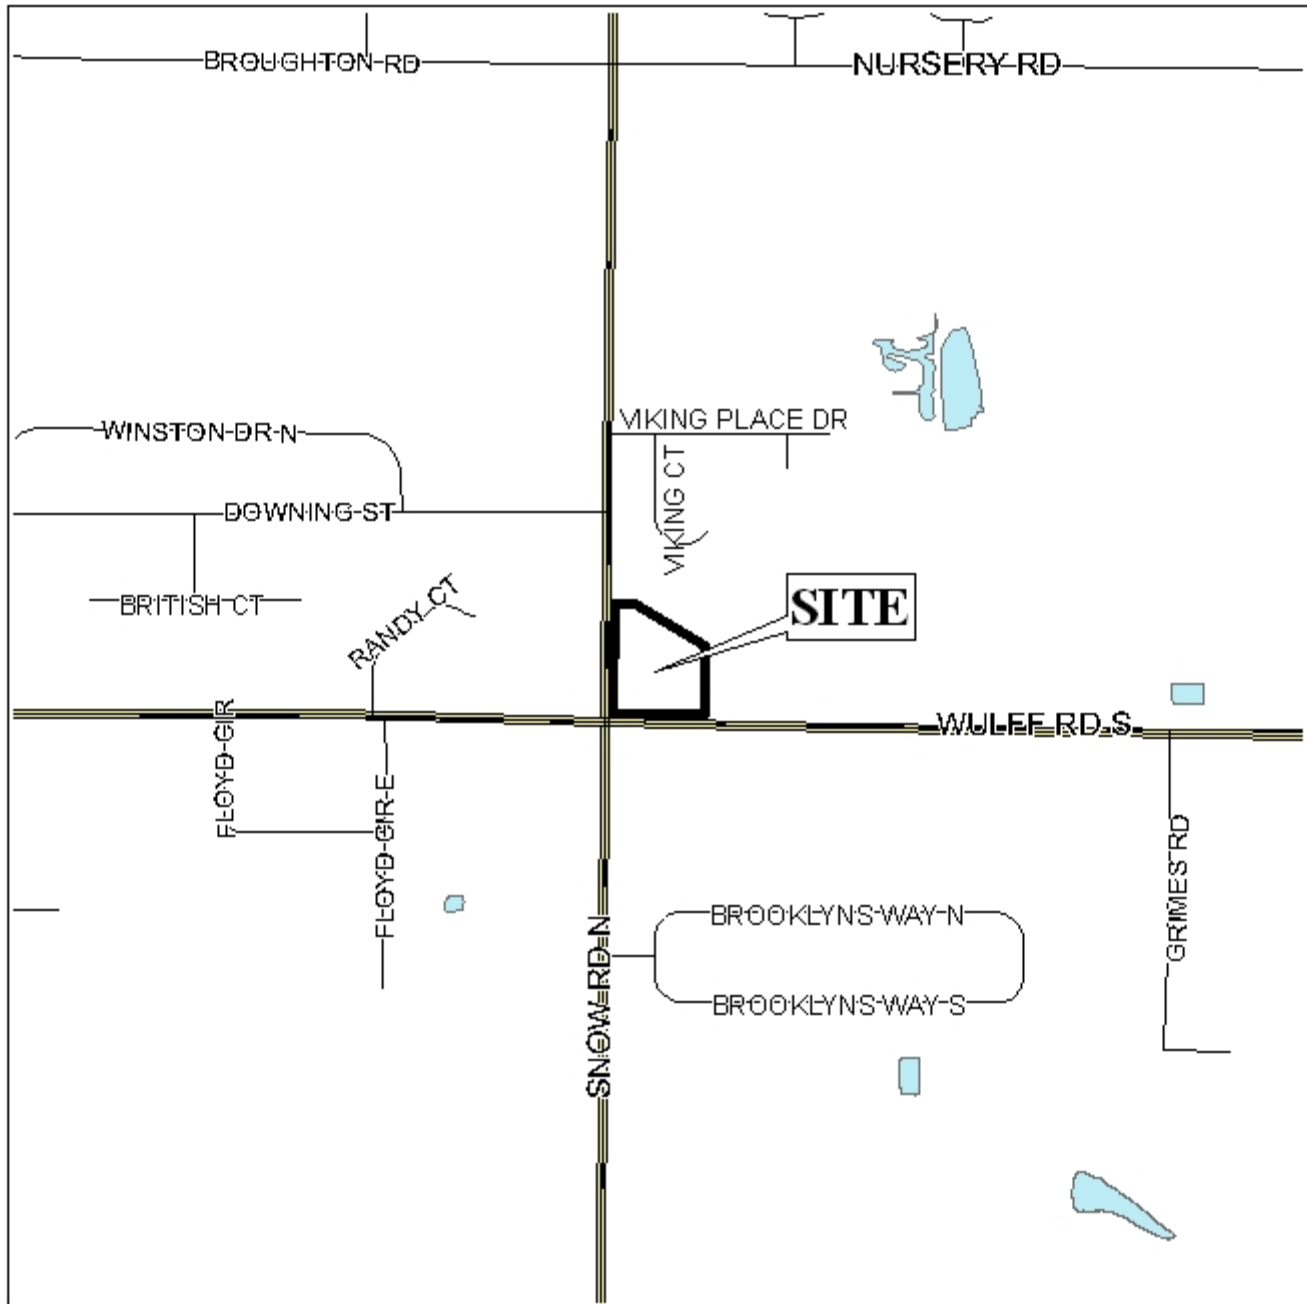 BROUGHTON RD
NURSERY RD
VIKING PLACE DR
WINSTON DR N
VIKING CT
DOWNING ST
RANDY CT
SITE
BRITISH CT
FLOYD CIR
WULFF RD S
FLOYD CIR E
GRIMES RD
BROOKLYNS WAY N
SNOW RD N
BROOKLYNS WAY S